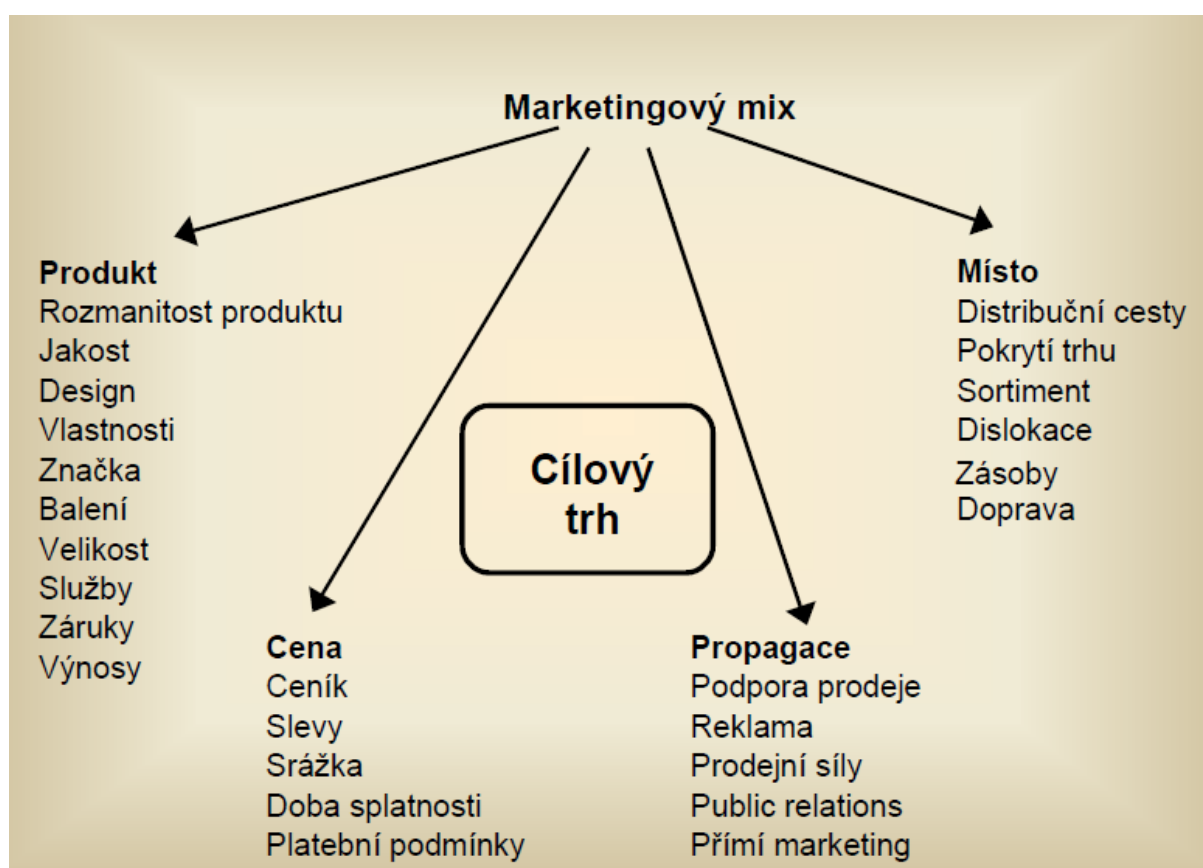 Marketingový mix
Produkt
Rozmanitost produktu
Jakost
Design
Vlastnosti
Značka
Balení
Velikost
Služby
Záruky
Výnosy
Cílový
trh
Cena
Ceník
Slevy
Srážka
Doba splatnosti
Platební podmínky
Propagace
Podpora prodeje
Reklama
Prodejní síly
Public relations
Přímí marketing
Místo
Distribuční cesty
Pokrytí trhu
Sortiment
Dislokace
Zásoby
Doprava